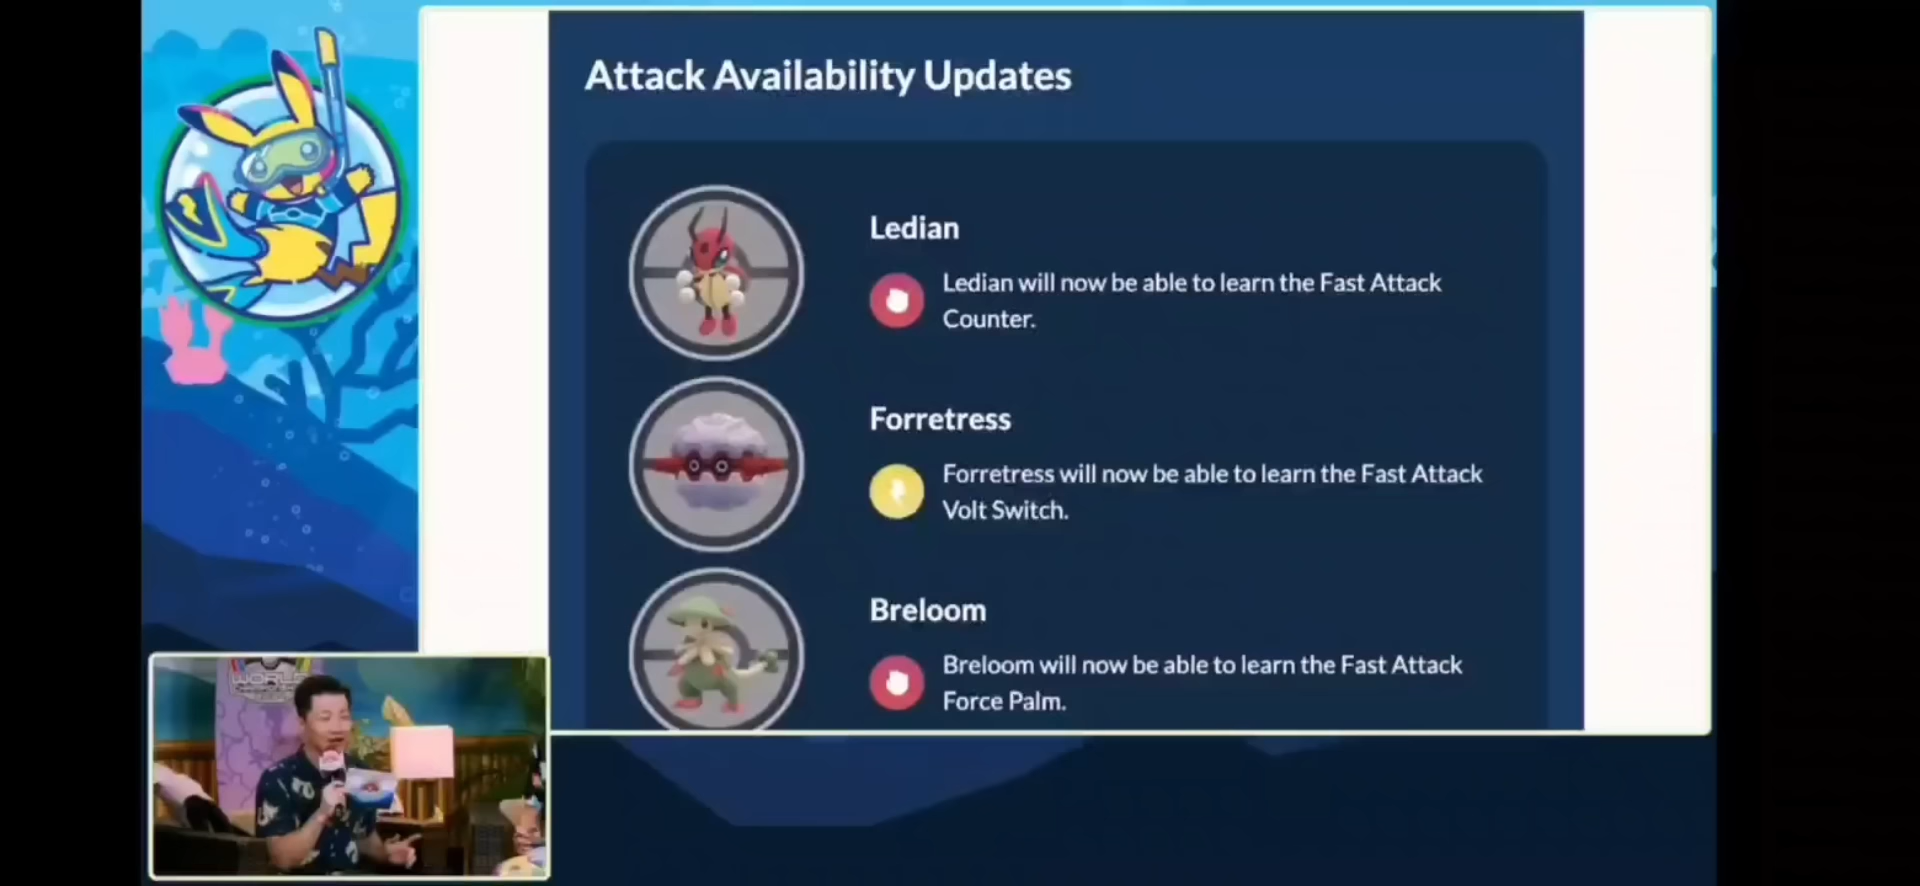 Attack Availability Updates
Ledian
Ledian will now be able to learn the Fast Attack
Counter.
Forretress
Forretress will now be able to learn the Fast Attack
Volt Switch.
Breloom
Breloom will now be able to learn the Fast Attack
Force Palm.
WORLD